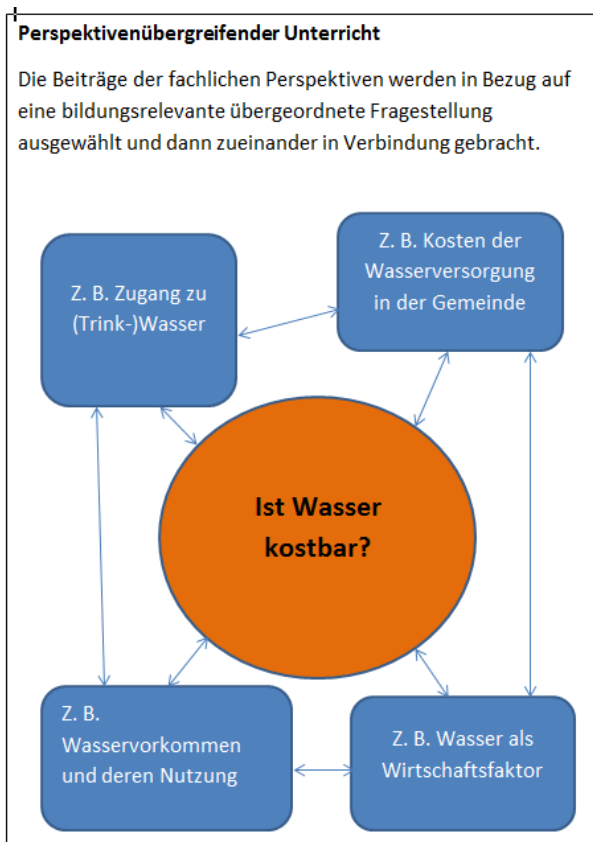 Perspektivenübergreifender Unterricht
Die Beiträge der fachlichen Perspektiven werden in Bezug auf
eine bildungsrelevante übergeordnete Fragestellung
ausgewählt und dann zueinander in Verbindung gebracht.
Z. B. Zugang zu
(Trink-)Wasser
Z. B. Kosten der
Wasserversorgung
in der Gemeinde
Ist Wasser
kostbar?
Z. B.
Wasservorkommen
und deren Nutzung
Z. B. Wasser als
Wirtschaftsfaktor